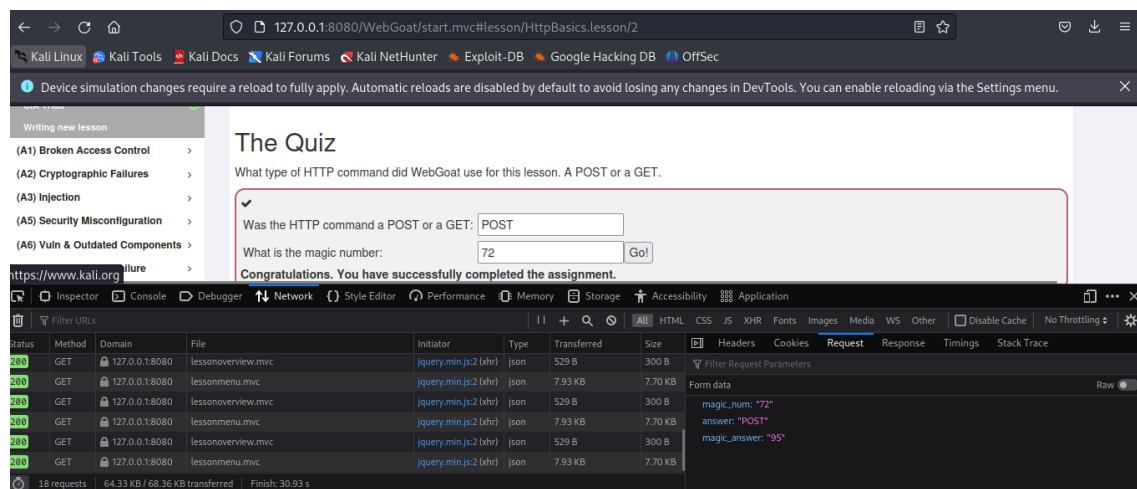 127.0.0.1:8080/WebGoat/start.mvc#lesson/HttpBasics.lesson/2
Kali Linux Kali Tools Kali Docs Kali Forums Kali NetHunter Exploit-DB Google Hacking DB OffSec
Device simulation changes require a reload to fully apply. Automatic reloads are disabled by default to avoid losing any changes in DevTools. You can enable reloading via the Settings menu.
Writing new lesson
(A1) Broken Access Control
(A2) Cryptographic Failures
(A3) Injection
(A5) Security Misconfiguration
(A6) Vuln & Outdated Components
ilure
https://www.kali.org
The Quiz
What type of HTTP command did WebGoat use for this lesson. A POST or a GET.
Was the HTTP command a POST or a GET: POST
What is the magic number: 72 Go!
Congratulations. You have successfully completed the assignment.
Inspector Console Debugger Network Style Editor Performance Memory Storage Accessibility Application
Filter URLs All HTML CSS JS XHR Fonts Images Media WS Other Disable Cache No Throttling
Status Method Domain File Initiator Type Transferred Size
200 GET 127.0.0.1:8080 lessonoverview.mvc jquery.min.js:2 (xhr) json 529 B 300 B
200 GET 127.0.0.1:8080 lessonmenu.mvc jquery.min.js:2 (xhr) json 7.93 KB 7.70 KB
200 GET 127.0.0.1:8080 lessonoverview.mvc jquery.min.js:2 (xhr) json 529 B 300 B
200 GET 127.0.0.1:8080 lessonmenu.mvc jquery.min.js:2 (xhr) json 7.93 KB 7.70 KB
200 GET 127.0.0.1:8080 lessonoverview.mvc jquery.min.js:2 (xhr) json 529 B 300 B
200 GET 127.0.0.1:8080 lessonmenu.mvc jquery.min.js:2 (xhr) json 7.93 KB 7.70 KB
18 requests 64.33 KB / 68.36 KB transferred Finish: 30.93 s
Headers Cookies Request Response Timings Stack Trace
Filter Request Parameters
Form data Raw
magic_num: "72"
answer: "POST"
magic_answer: "95"